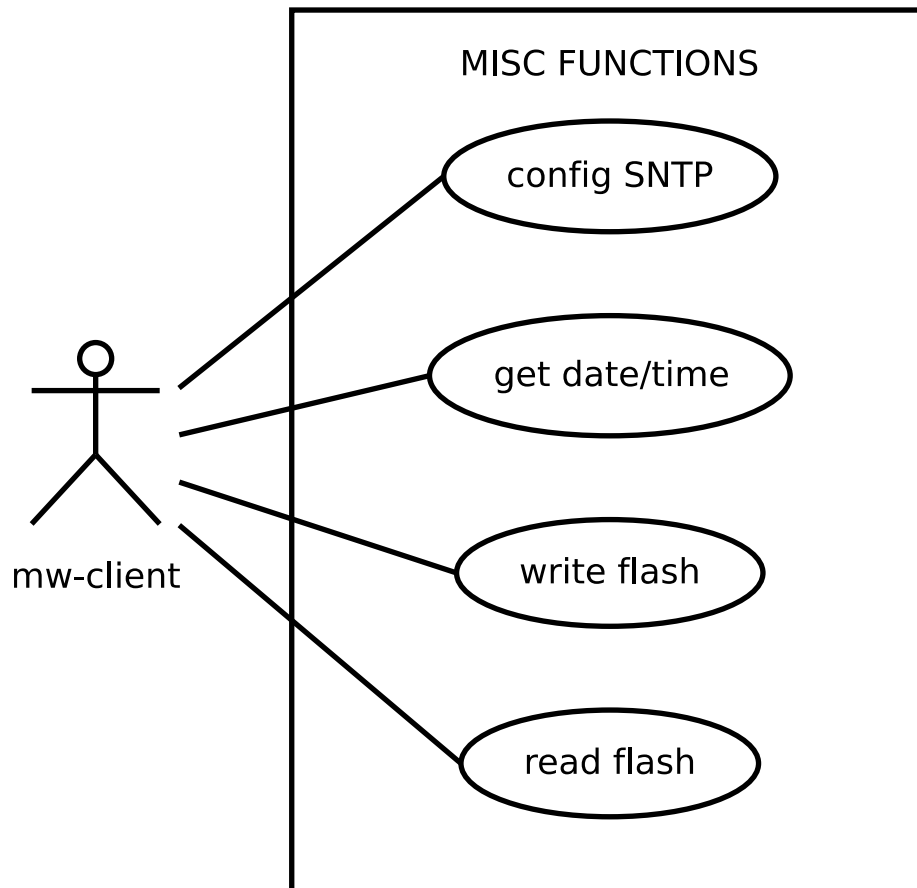 MISC FUNCTIONS
config SNTP
get date/time
write flash
mw-client
read flash